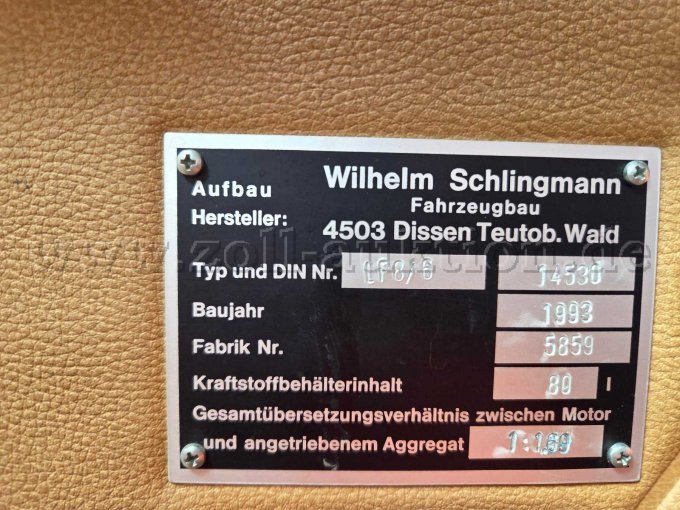 Aufbau Hersteller: Wilhelm Schlingmann
Fahrzeugbau
4503 Dissen Teutob. Wald
www.zoll-auktion.de
Typ und DIN Nr. LF8/6 14530
Baujahr 1993
Fabrik Nr. 5859
Kraftstoffbehälterinhalt 80 l
Gesamtübersetzungsverhältnis zwischen Motor
und angetriebenem Aggregat 1:1,69